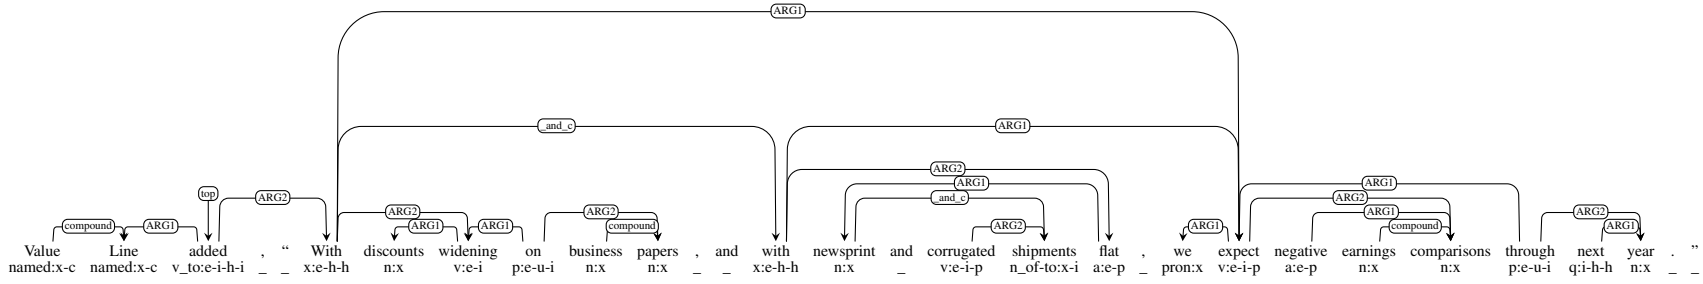 ARG1
_and_c ARG1
ARG2
top ARG2 ARG1 ARG1
_and_c ARG2
ARG2 ARG2 ARG1 ARG2
compound ARG1 ARG1 ARG1 compound ARG2 ARG1 compound ARG1
Value Line added , “ With discounts widening on business papers , and with newsprint and corrugated shipments flat , we expect negative earnings comparisons through next year . ”
named:x-c named:x-c v_to:e-i-h-i _ _ x:e-h-h n:x v:e-i p:e-u-i n:x n:x _ _ x:e-h-h n:x _ v:e-i-p n_of-to:x-i a:e-p _ pron:x v:e-i-p a:e-p n:x n:x p:e-u-i q:i-h-h n:x _ _